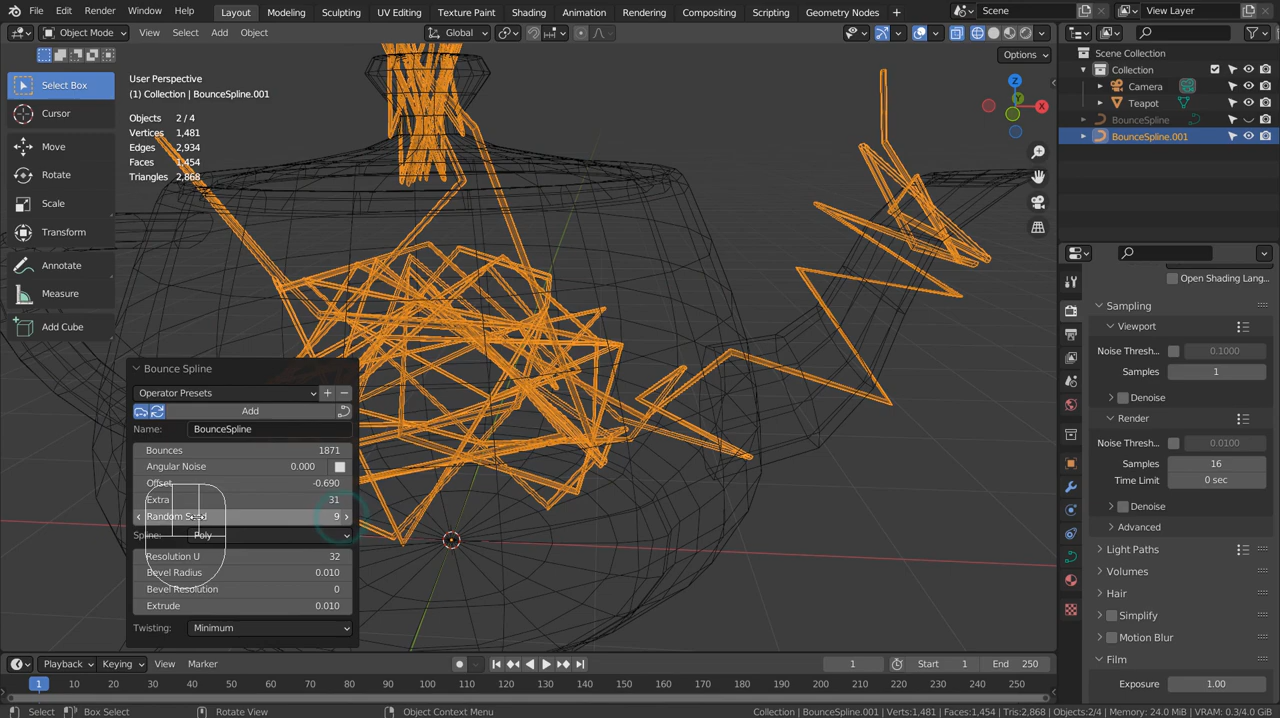 File Edit Render Window Help Layout Modeling Sculpting UV Editing Texture Paint Shading Animation Rendering Compositing Scripting Geometry Nodes + Scene View Layer
Object Mode View Select Add Object Global
Options
Select Box
Cursor
Move
Rotate
Scale
Transform
Annotate
Measure
Add Cube
User Perspective
(1) Collection | BounceSpline.001
Objects 2 / 4
Vertices 1,481
Edges 2,934
Faces 1,454
Triangles 2,868
Z
Y
X
Bounce Spline
Operator Presets
Add
Name: BounceSpline
Bounces 1871
Angular Noise 0.000
Offset -0.690
Extra 31
Random Seed 9
Spline: Poly
Resolution U 32
Bevel Radius 0.010
Bevel Resolution 0
Extrude 0.010
Twisting: Minimum
Scene Collection
Collection
Camera
Teapot
BounceSpline
BounceSpline.001
Open Shading Lang...
Sampling
Viewport
Noise Thresh... 0.1000
Samples 1
Denoise
Render
Noise Thresh... 0.0100
Samples 16
Time Limit 0 sec
Denoise
Advanced
Light Paths
Volumes
Hair
Simplify
Motion Blur
Film
Exposure 1.00
Playback Keying View Marker 1 Start 1 End 250
1 10 20 30 40 50 60 70 80 90 100 110 120 130 140 150 160 170 180 190 200 210 220 230 240 250
Select Box Select Rotate View Object Context Menu Collection | BounceSpline.001 | Verts:1,481 | Faces:1,454 | Tris:2,868 | Objects:2/4 | Memory: 24.0 MiB | VRAM: 0.3/4.0 GiB